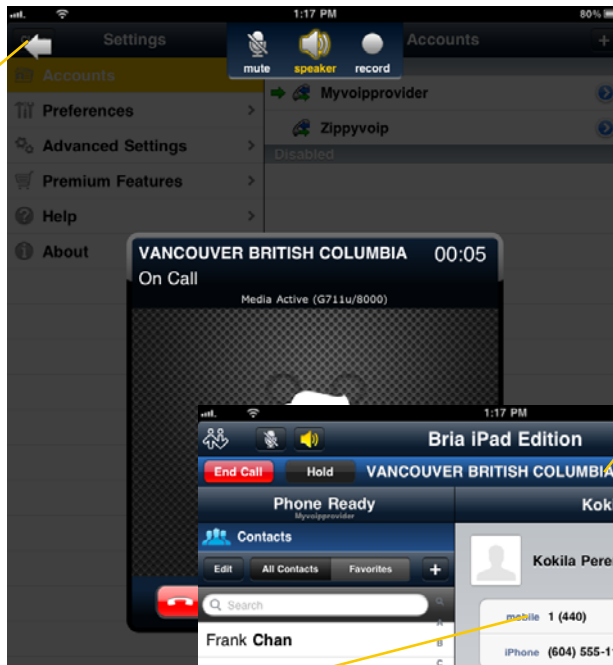 1:17 PM 80%
Settings Accounts
mute speaker record
Accounts
Myvoipprovider
Preferences
Zippyvoip
Advanced Settings
Disabled
Premium Features
Help
About
VANCOUVER BRITISH COLUMBIA 00:05
On Call
Media Active (G711u/8000)
1:17 PM
Bria iPad Edition
End Call Hold VANCOUVER BRITISH COLUMBIA
Phone Ready
Myvoipprovider
Kok
Contacts
Edit All Contacts Favorites +
Kokila Pere
Search
A
mobile 1 (440)
Frank Chan
B
iPhone (604) 555-1
C